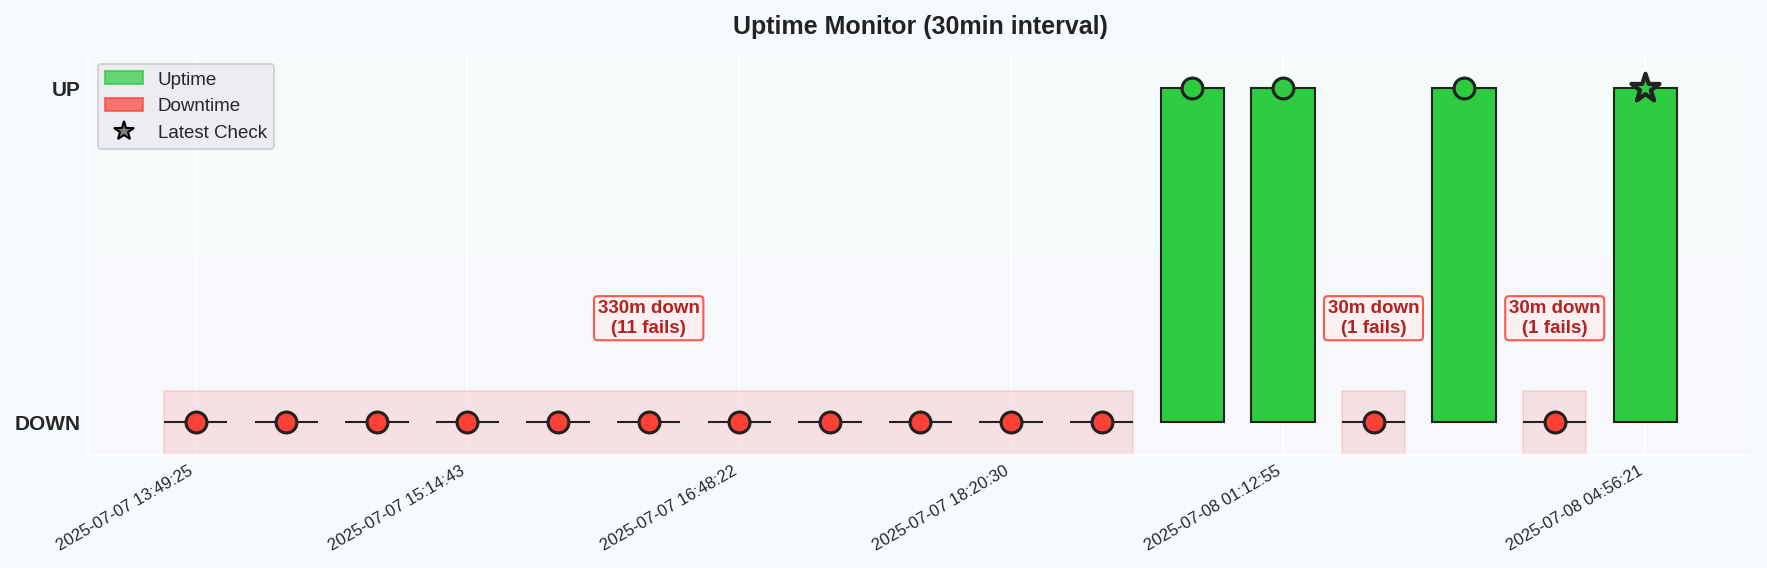 Uptime Monitor (30min interval)
UP
Uptime
Downtime
Latest Check
330m down
(11 fails)
30m down
(1 fails)
30m down
(1 fails)
DOWN
2025-07-07 13:49:25
2025-07-07 15:14:43
2025-07-07 16:48:22
2025-07-07 18:20:30
2025-07-08 01:12:55
2025-07-08 04:56:21